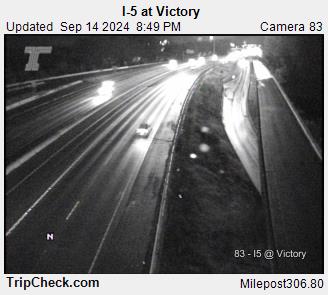 I-5 at Victory
Updated Sep 14 2024 8:49 PM Camera 83
T
N
83 - I5 @ Victory
TripCheck.com Milepost306.80